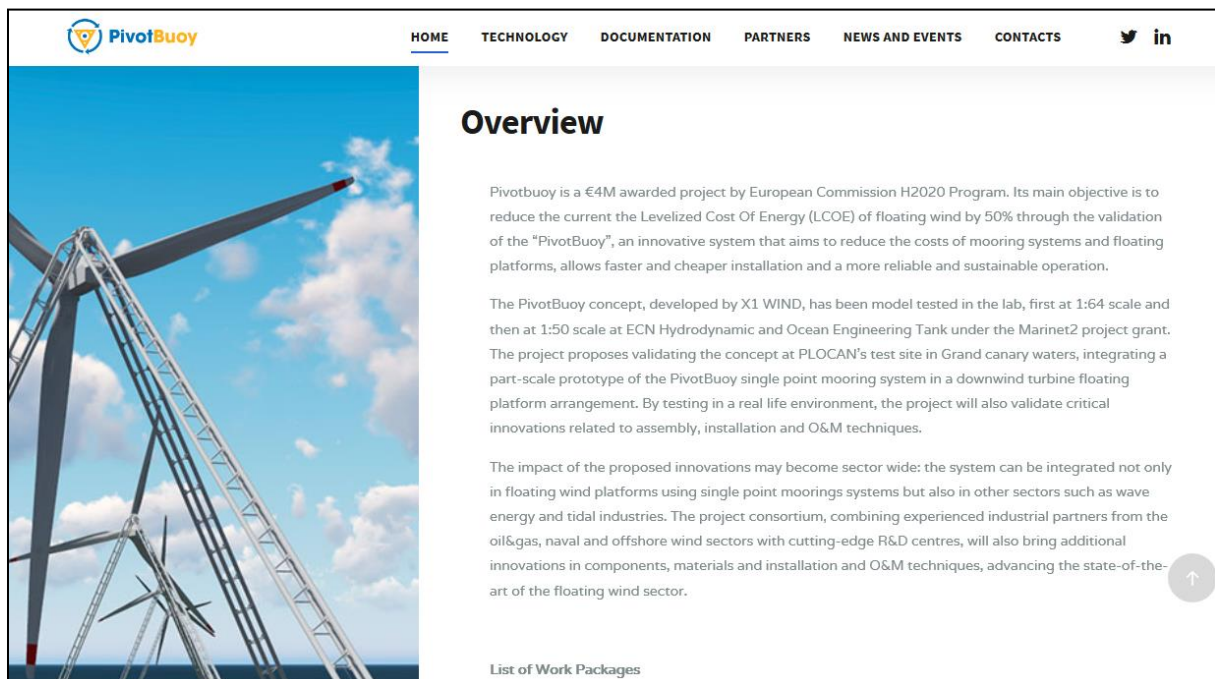 PivotBuoy
HOME TECHNOLOGY DOCUMENTATION PARTNERS NEWS AND EVENTS CONTACTS
Overview
Pivotbuoy is a €4M awarded project by European Commission H2020 Program. Its main objective is to
reduce the current the Levelized Cost Of Energy (LCOE) of floating wind by 50% through the validation
of the “PivotBuoy”, an innovative system that aims to reduce the costs of mooring systems and floating
platforms, allows faster and cheaper installation and a more reliable and sustainable operation.
The PivotBuoy concept, developed by X1 WIND, has been model tested in the lab, first at 1:64 scale and
then at 1:50 scale at ECN Hydrodynamic and Ocean Engineering Tank under the Marinet2 project grant.
The project proposes validating the concept at PLOCAN's test site in Grand canary waters, integrating a
part-scale prototype of the PivotBuoy single point mooring system in a downwind turbine floating
platform arrangement. By testing in a real life environment, the project will also validate critical
innovations related to assembly, installation and O&M techniques.
The impact of the proposed innovations may become sector wide: the system can be integrated not only
in floating wind platforms using single point moorings systems but also in other sectors such as wave
energy and tidal industries. The project consortium, combining experienced industrial partners from the
oil&gas, naval and offshore wind sectors with cutting-edge R&D centres, will also bring additional
innovations in components, materials and installation and O&M techniques, advancing the state-of-the-
art of the floating wind sector.
List of Work Packages